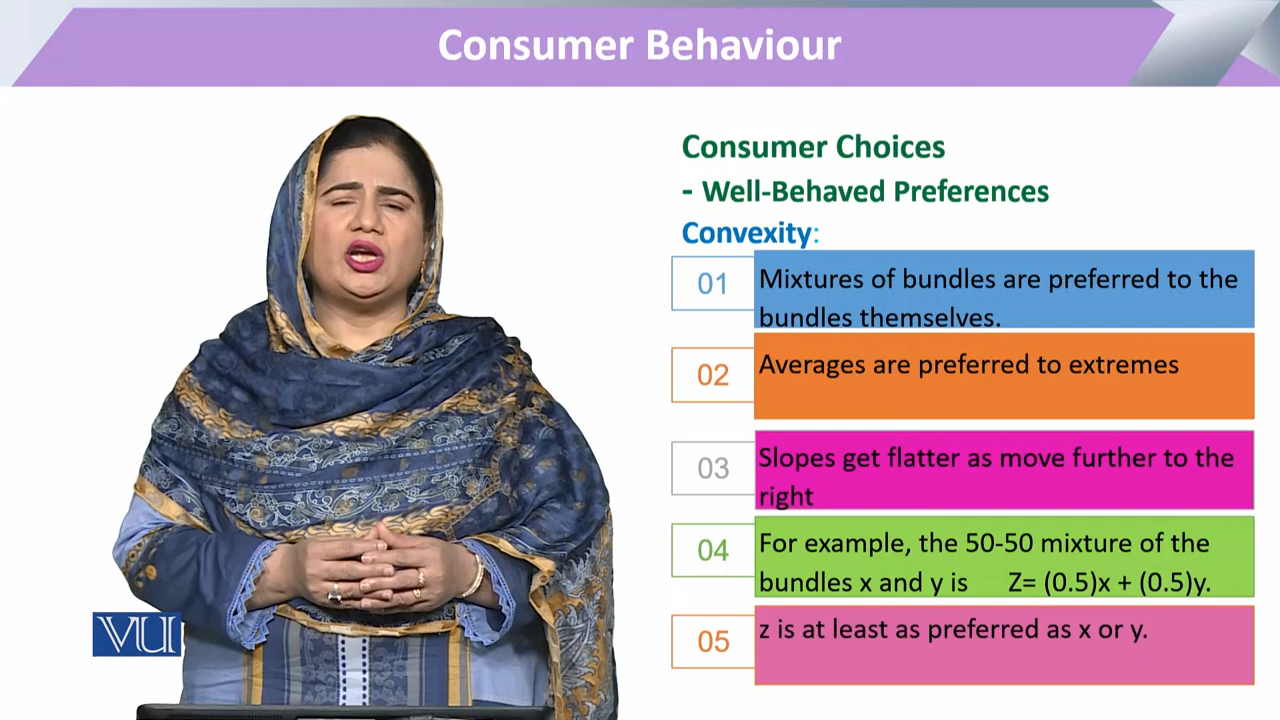 Consumer Behaviour
Consumer Choices
- Well-Behaved Preferences
Convexity:
01
Mixtures of bundles are preferred to the
bundles themselves.
02
Averages are preferred to extremes
03
Slopes get flatter as move further to the
right
04
For example, the 50-50 mixture of the
bundles x and y is Z= (0.5)x + (0.5)y.
05
z is at least as preferred as x or y.
VU